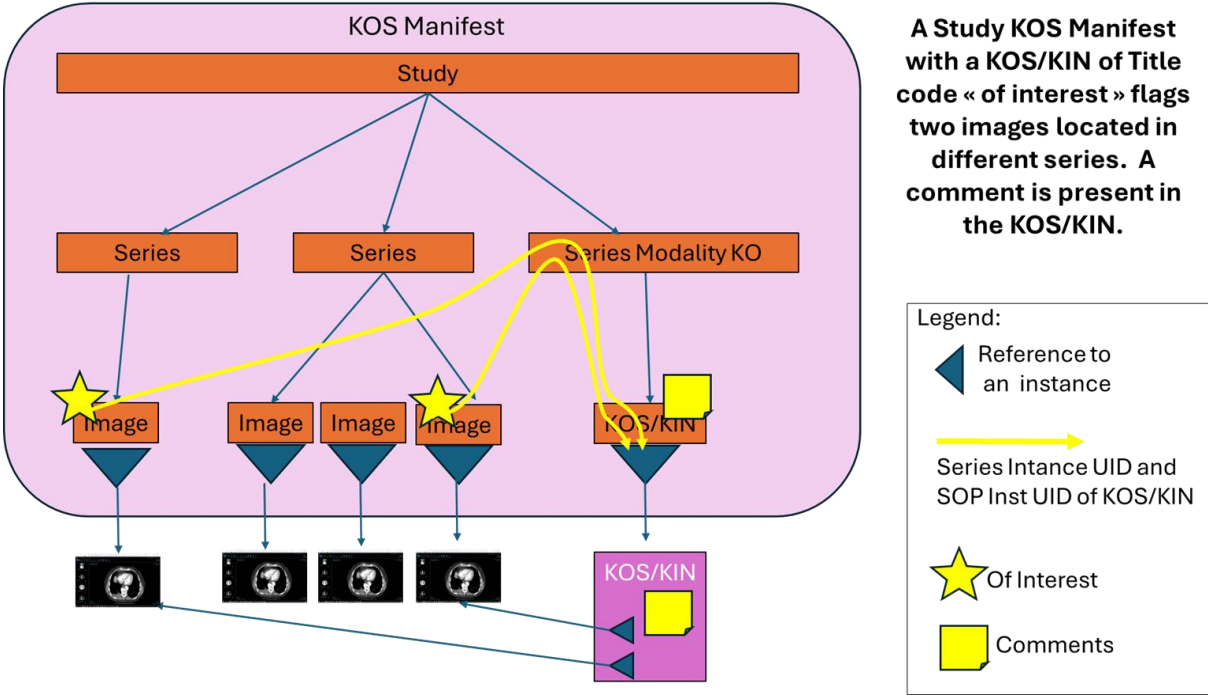 KOS Manifest
Study
Series
Series
Series Modality KO
Image
Image
Image
Image
KOS/KIN
KOS/KIN
A Study KOS Manifest
with a KOS/KIN of Title
code « of interest » flags
two images located in
different series. A
comment is present in
the KOS/KIN.
Legend:
Reference to
an instance
Series Intance UID and
SOP Inst UID of KOS/KIN
Of Interest
Comments